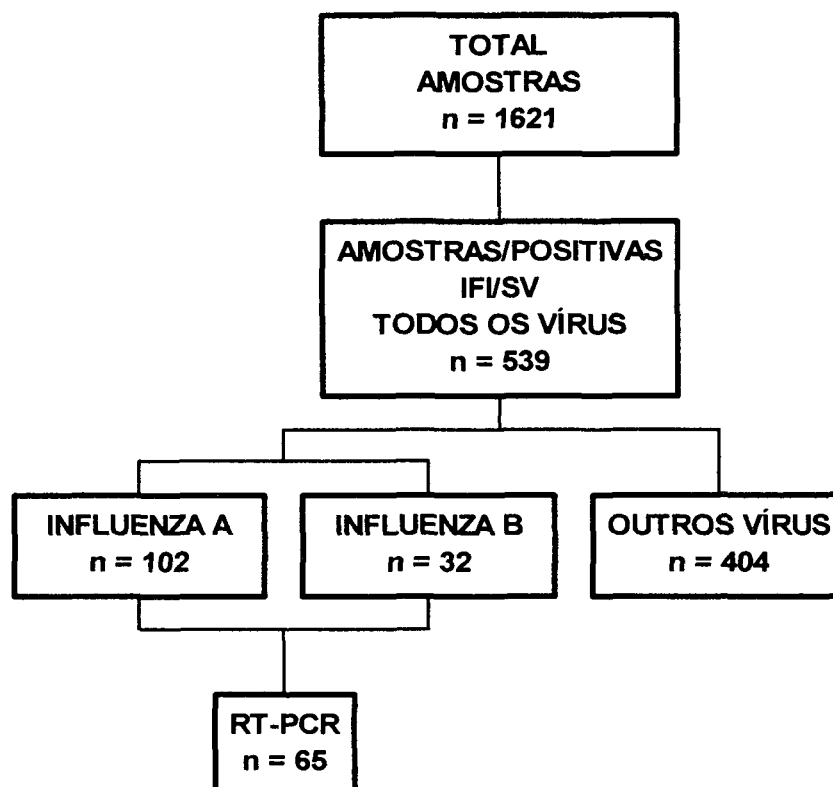 TOTAL
AMOSTRAS
n = 1621
AMOSTRAS/POSITIVAS
IFI/SV
TODOS OS VÍRUS
n = 539
INFLUENZA A
n = 102
INFLUENZA B
n = 32
OUTROS VÍRUS
n = 404
RT-PCR
n = 65